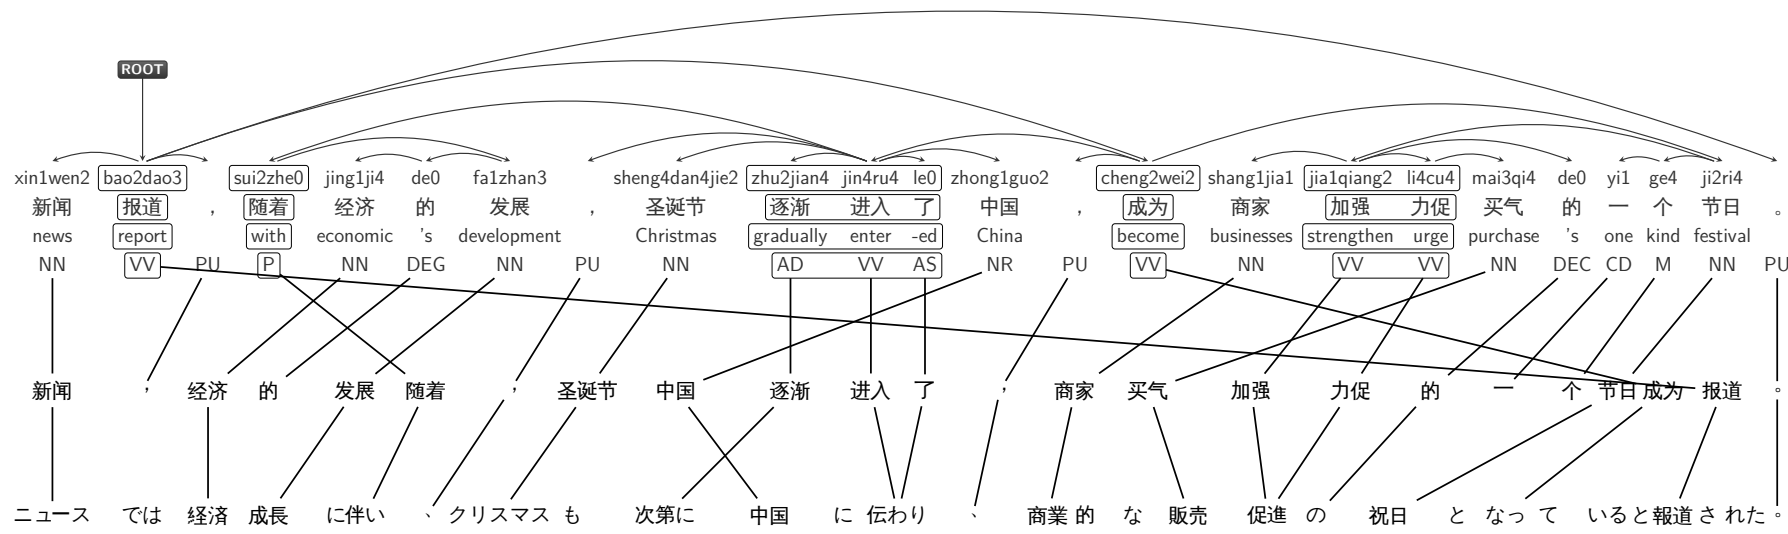 ROOT
xin1wen2 bao2dao3 sui2zhe0 jing1ji4 de0 fa1zhan3 sheng4dan4jie2 zhu2jian4 jin4ru4 le0 zhong1guo2 cheng2wei2 shang1jia1 jia1qiang2 li4cu4 mai3qi4 de0 yi1 ge4 ji2ri4
新闻 报道 , 随着 经济 的 发展 , 圣诞节 逐渐 进入 了 中国 , 成为 商家 加强 力促 买气 的 一 个 节日 。
news report with economic 's development Christmas gradually enter -ed China become businesses strengthen urge purchase 's one kind festival
NN VV PU P NN DEG NN PU NN AD VV AS NR PU VV NN VV VV NN DEC CD M NN PU
新闻 , 经济 的 发展 随着 , 圣诞节 中国 逐渐 进入 了 , 商家 买气 加强 力促 的 一 个 节日 成为 报道 。
ニュース では 経済 成長 に伴い 、 クリスマス も 次第に 中国 に 伝わり 、 商業 的 な 販売 促進 の 祝日 と なっ て いる と 報道 さ れた 。